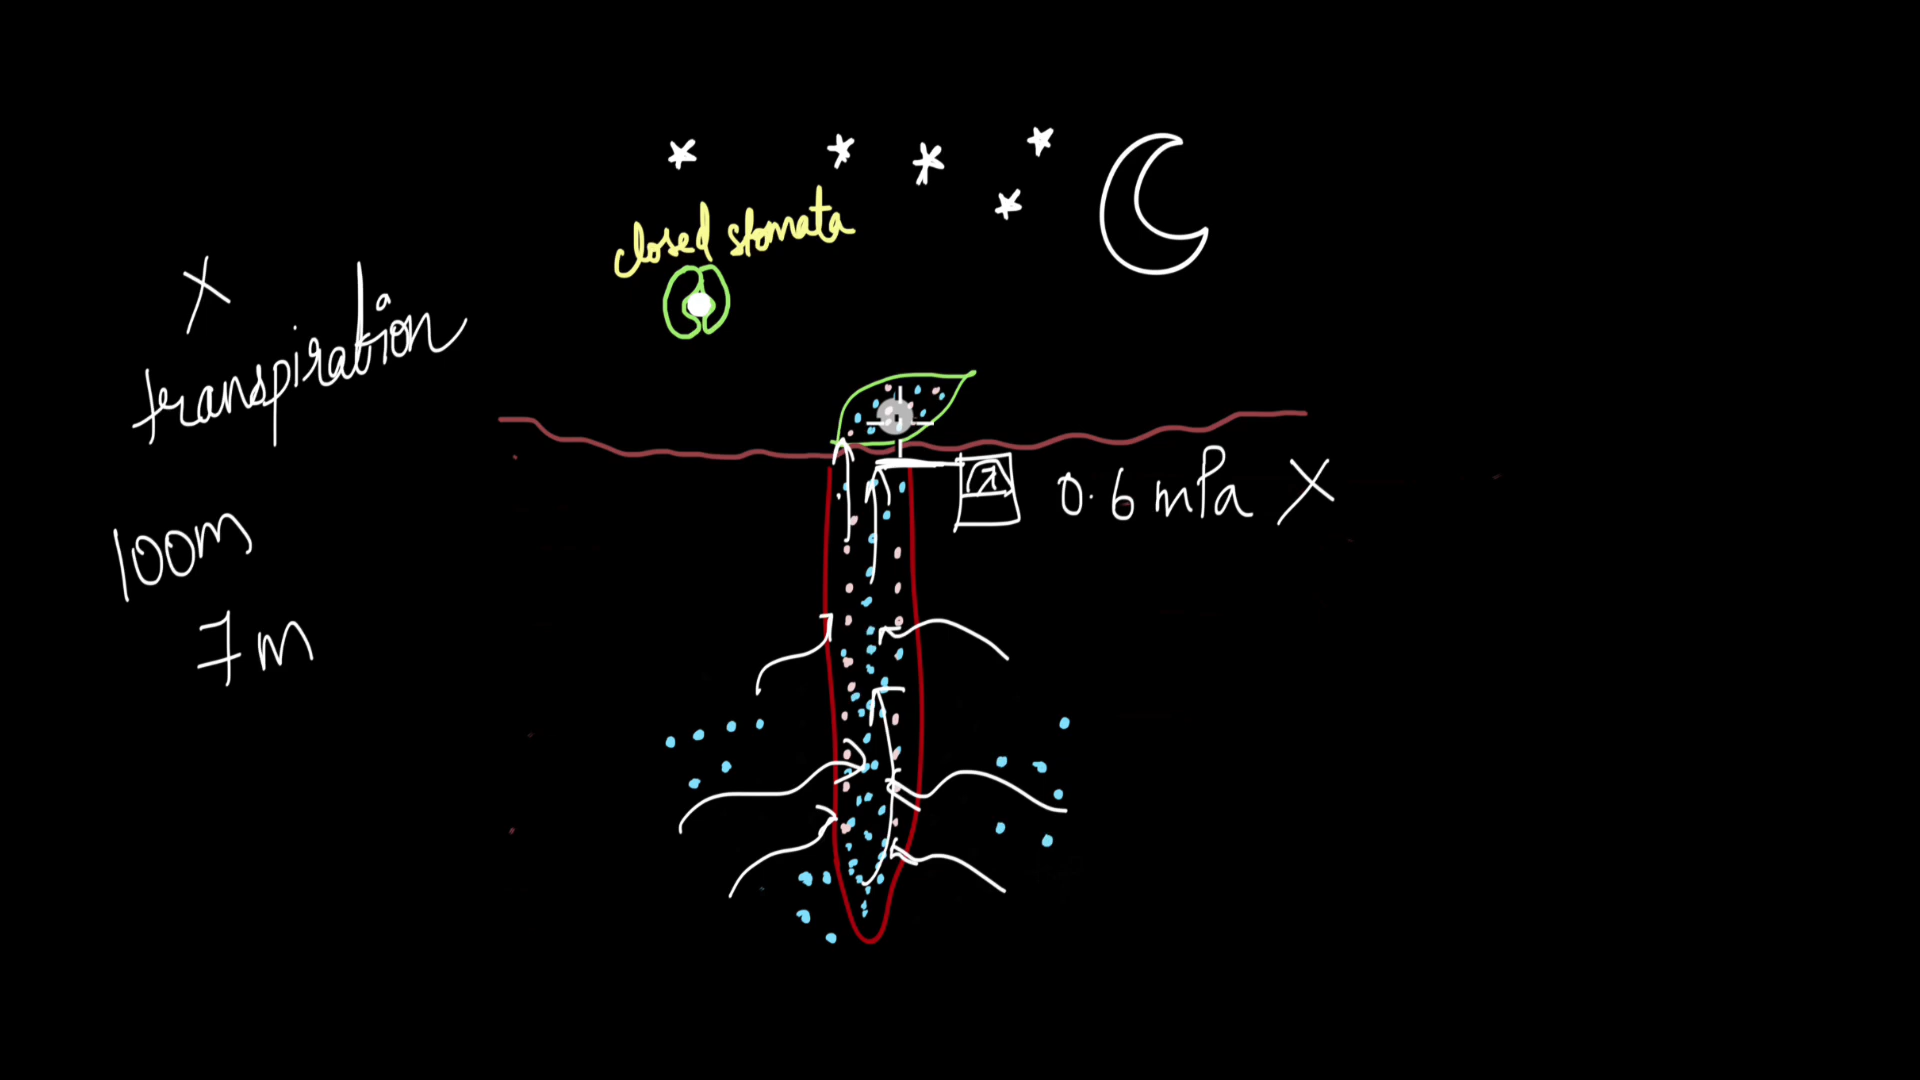 closed stomata
X
transpiration
0.6 mPa X
100m
7m